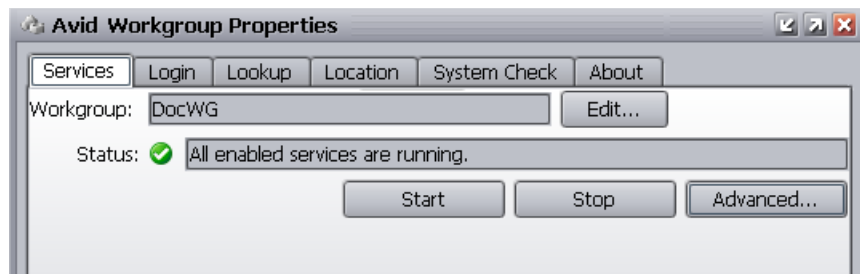 Avid Workgroup Properties
Services Login Lookup Location System Check About
Workgroup: DocWG Edit...
Status: All enabled services are running.
Start Stop Advanced...